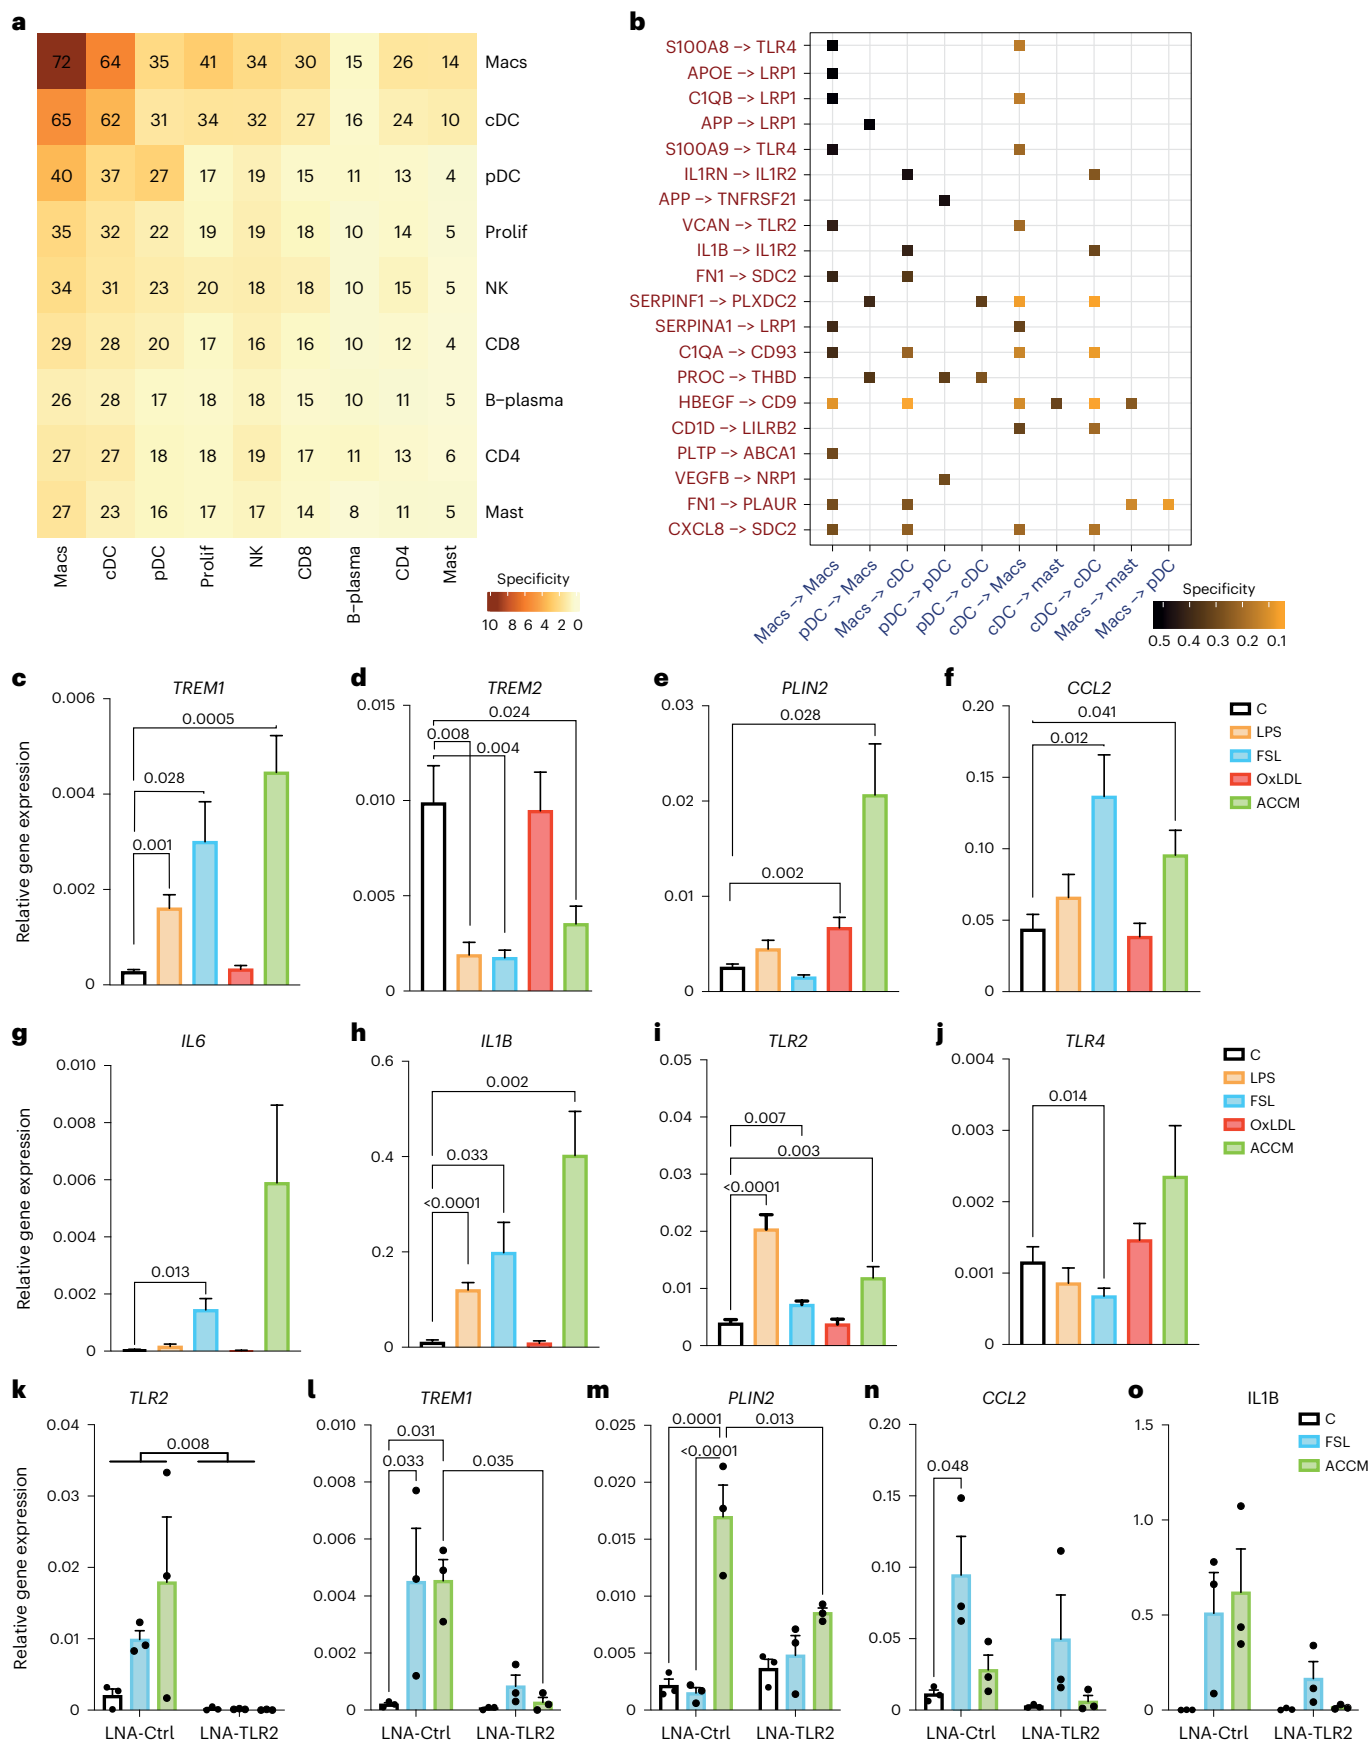 a
72 64 35 41 34 30 15 26 14 Macs
65 62 31 34 32 27 16 24 10 cDC
40 37 27 17 19 15 11 13 4 pDC
35 32 22 19 19 18 10 14 5 Prolif
34 31 23 20 18 18 10 15 5 NK
29 28 20 17 16 16 10 12 4 CD8
26 28 17 18 18 15 10 11 5 B-plasma
27 27 18 18 19 17 11 13 6 CD4
27 23 16 17 17 14 8 11 5 Mast
Macs cDC pDC Prolif NK CD8 B-plasma CD4 Mast
Specificity
10 8 6 4 2 0
b
S100A8 –> TLR4
APOE –> LRP1
C1QB –> LRP1
APP –> LRP1
S100A9 –> TLR4
IL1RN –> IL1R2
APP –> TNFRSF21
VCAN –> TLR2
IL1B –> IL1R2
FN1 –> SDC2
SERPINF1 –> PLXDC2
SERPINA1 –> LRP1
C1QA –> CD93
PROC –> THBD
HBEGF –> CD9
CD1D –> LILRB2
PLTP –> ABCA1
VEGFB –> NRP1
FN1 –> PLAUR
CXCL8 –> SDC2
Macs –> Macs
pDC –> Macs
Macs –> cDC
pDC –> pDC
pDC –> cDC
cDC –> Macs
cDC –> mast
cDC –> cDC
Macs –> mast
Macs –> pDC
Specificity
0.5 0.4 0.3 0.2 0.1
c
TREM1
Relative gene expression
0.006
0.004
0.002
0
0.0005
0.028
0.001
d
TREM2
0.015
0.010
0.005
0
0.024
0.008
0.004
e
PLIN2
0.03
0.02
0.01
0
0.028
0.002
f
CCL2
0.20
0.15
0.10
0.05
0
0.041
0.012
C
LPS
FSL
OxLDL
ACCM
g
IL6
Relative gene expression
0.010
0.008
0.006
0.004
0.002
0
0.013
h
IL1B
0.6
0.4
0.2
0
0.002
0.033
<0.0001
i
TLR2
0.05
0.04
0.03
0.02
0.01
0
0.007
0.003
<0.0001
j
TLR4
0.004
0.003
0.002
0.001
0
0.014
C
LPS
FSL
OxLDL
ACCM
k
TLR2
Relative gene expression
0.04
0.03
0.02
0.01
0
0.008
LNA-Ctrl LNA-TLR2
l
TREM1
0.010
0.008
0.006
0.004
0.002
0
0.031
0.033
0.035
LNA-Ctrl LNA-TLR2
m
PLIN2
0.025
0.020
0.015
0.010
0.005
0
0.0001
0.013
<0.0001
LNA-Ctrl LNA-TLR2
n
CCL2
0.20
0.15
0.10
0.05
0
0.048
LNA-Ctrl LNA-TLR2
o
IL1B
1.5
1.0
0.5
0
LNA-Ctrl LNA-TLR2
C
FSL
ACCM